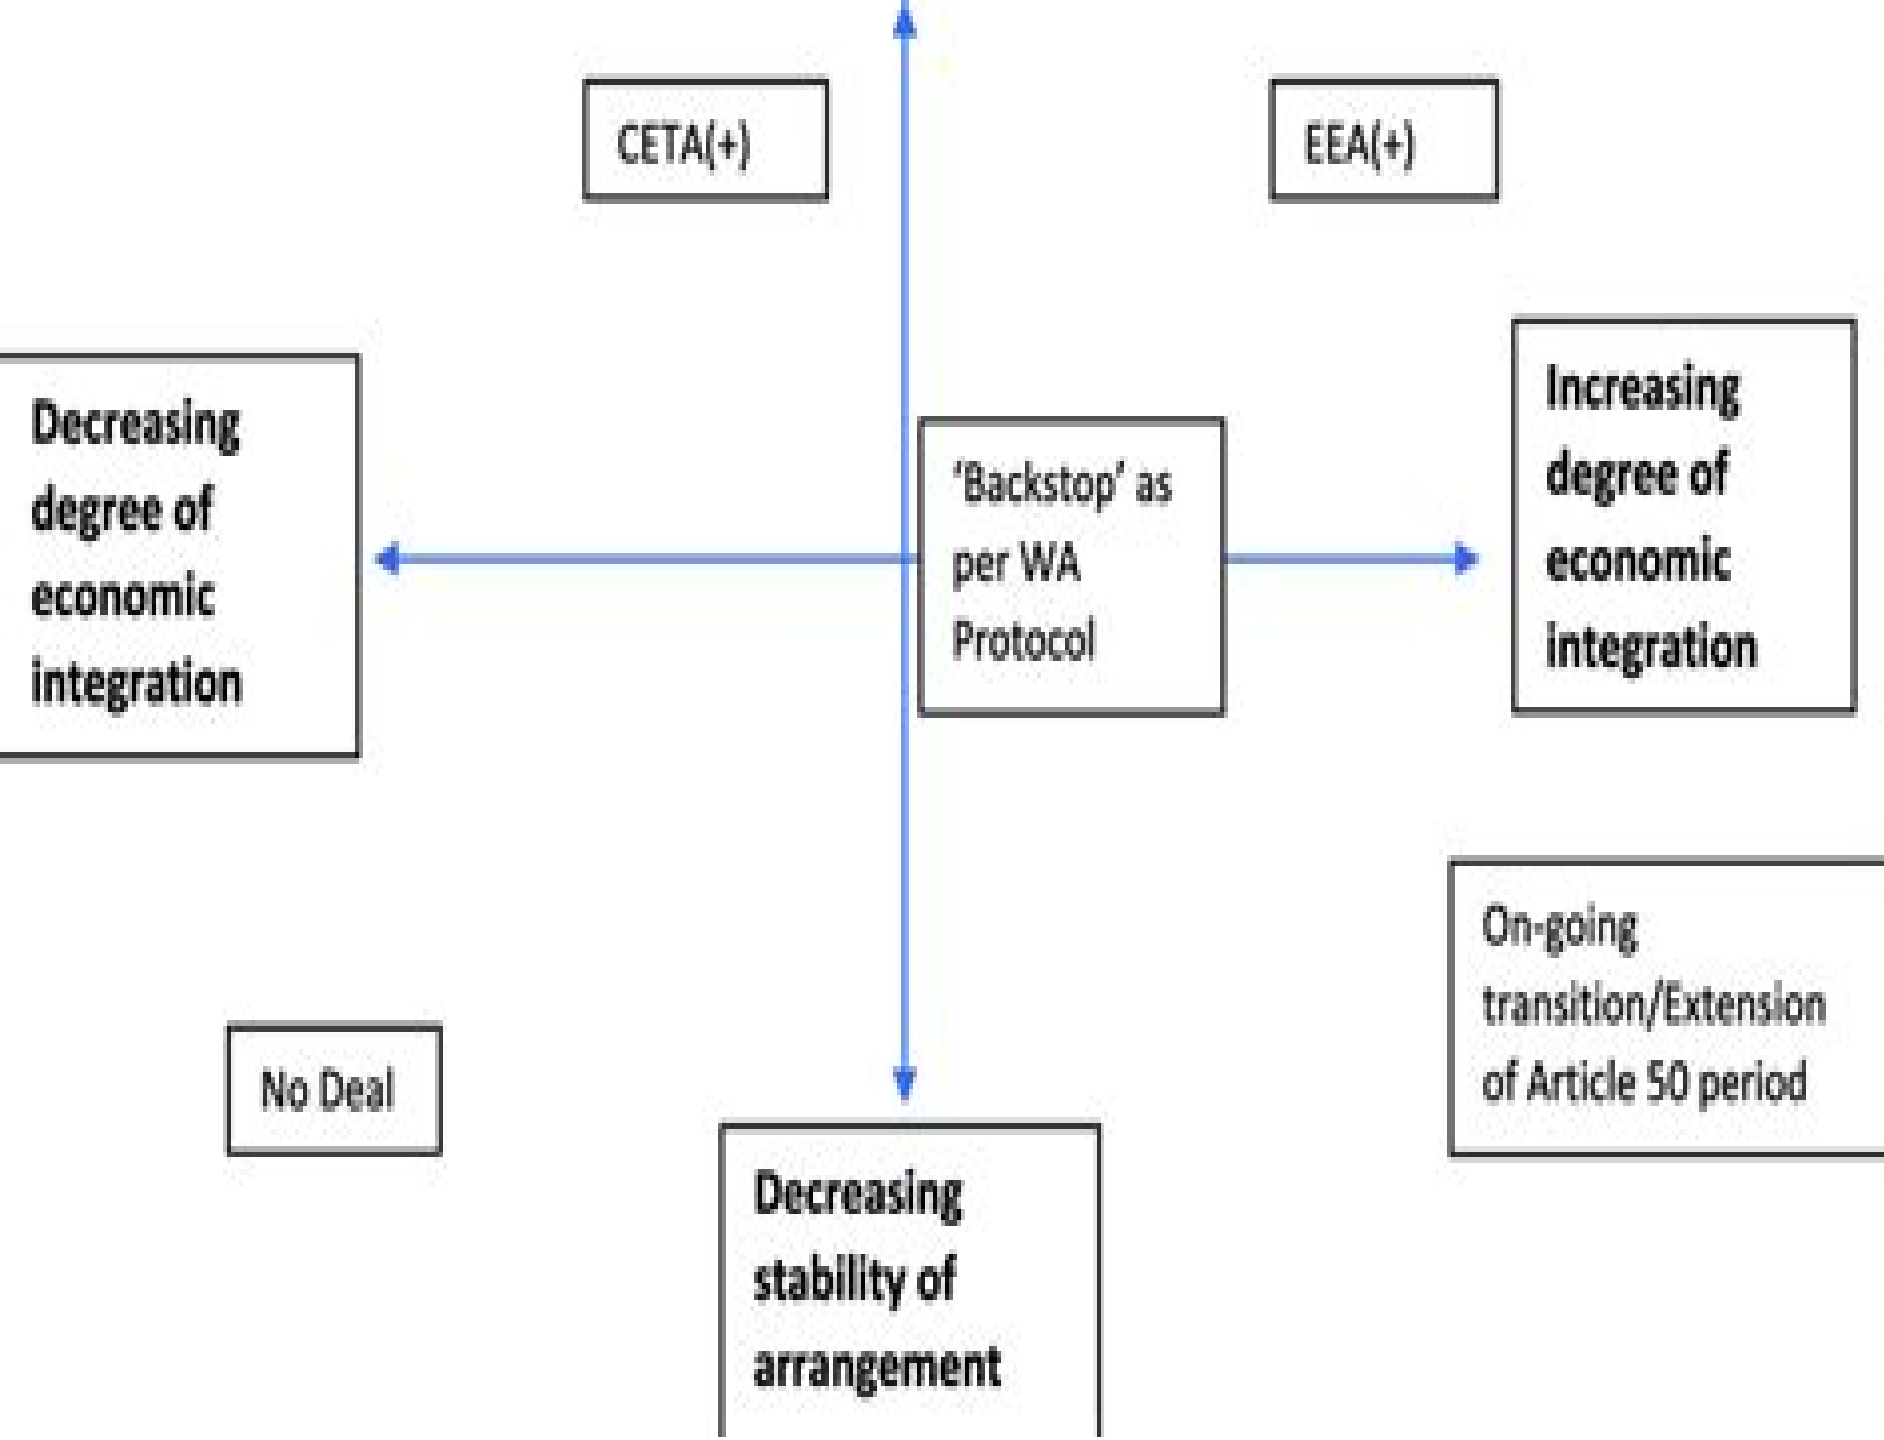 CETA(+)
EEA(+)
Decreasing
degree of
economic
integration
‘Backstop’ as
per WA
Protocol
Increasing
degree of
economic
integration
On-going
transition/Extension
of Article 50 period
No Deal
Decreasing
stability of
arrangement